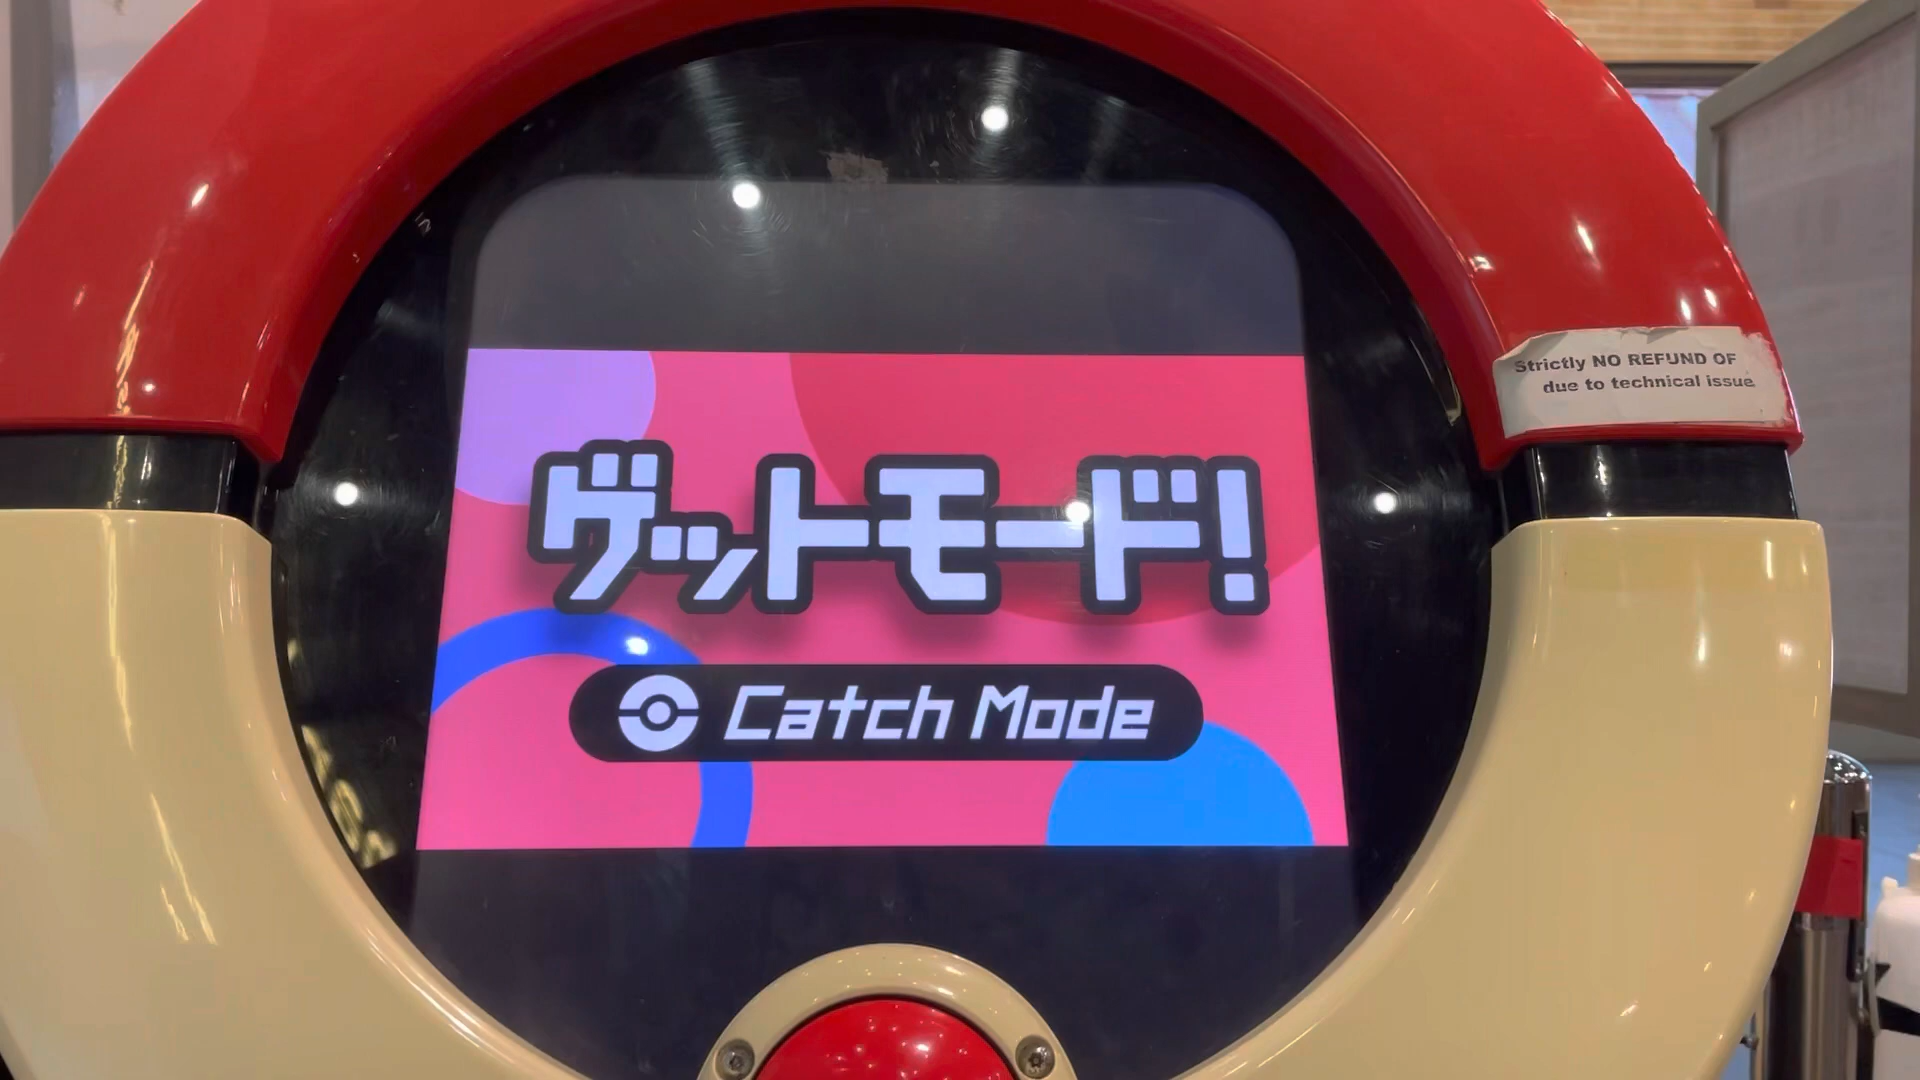 ゲットモード!
Catch Mode
Strictly NO REFUND OF
due to technical issue